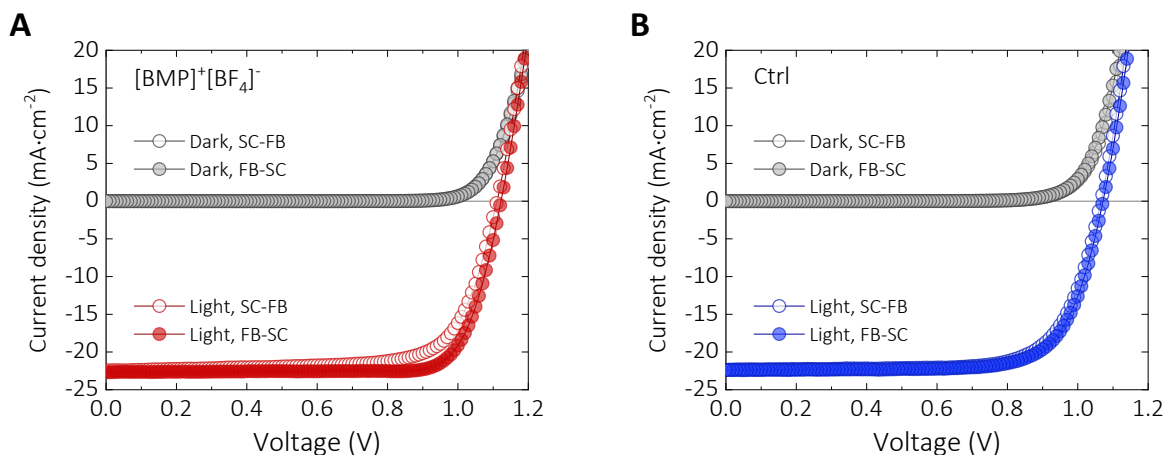 A
20
15
10
5
0
-5
-10
-15
-20
-25
Current density (mA·cm⁻²)
[BMP]⁺[BF₄]⁻
Dark, SC-FB
Dark, FB-SC
Light, SC-FB
Light, FB-SC
0.0 0.2 0.4 0.6 0.8 1.0 1.2
Voltage (V)
B
20
15
10
5
0
-5
-10
-15
-20
-25
Current density (mA·cm⁻²)
Ctrl
Dark, SC-FB
Dark, FB-SC
Light, SC-FB
Light, FB-SC
0.0 0.2 0.4 0.6 0.8 1.0 1.2
Voltage (V)